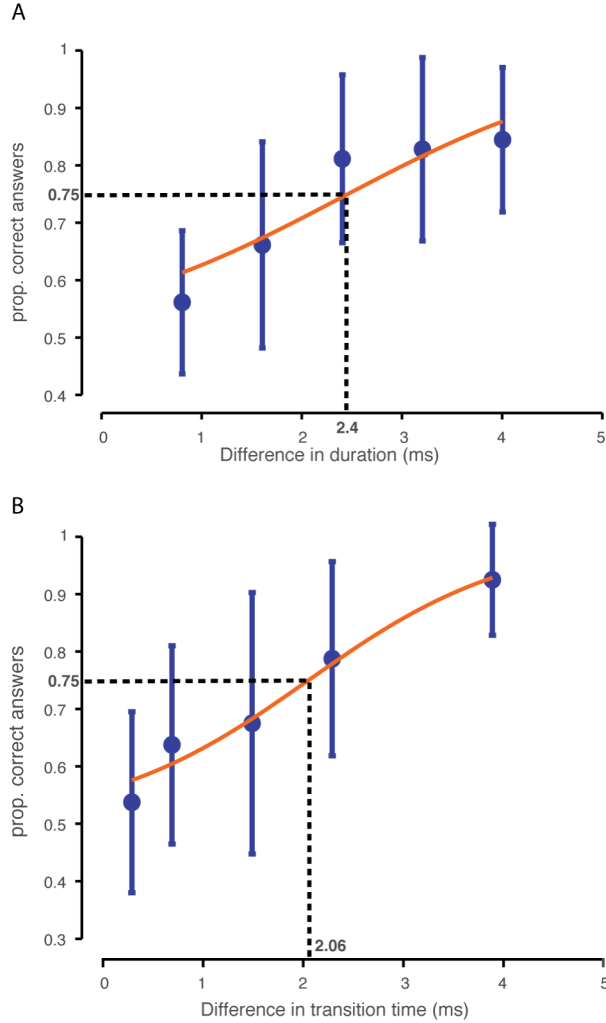 A
1
0.9
0.8
0.75
0.7
0.6
0.5
0.4
prop. correct answers
0 1 2 2.4 3 4 5
Difference in duration (ms)
B
1
0.9
0.8
0.75
0.7
0.6
0.5
0.4
0.3
prop. correct answers
2.06
0 1 2 3 4 5
Difference in transition time (ms)